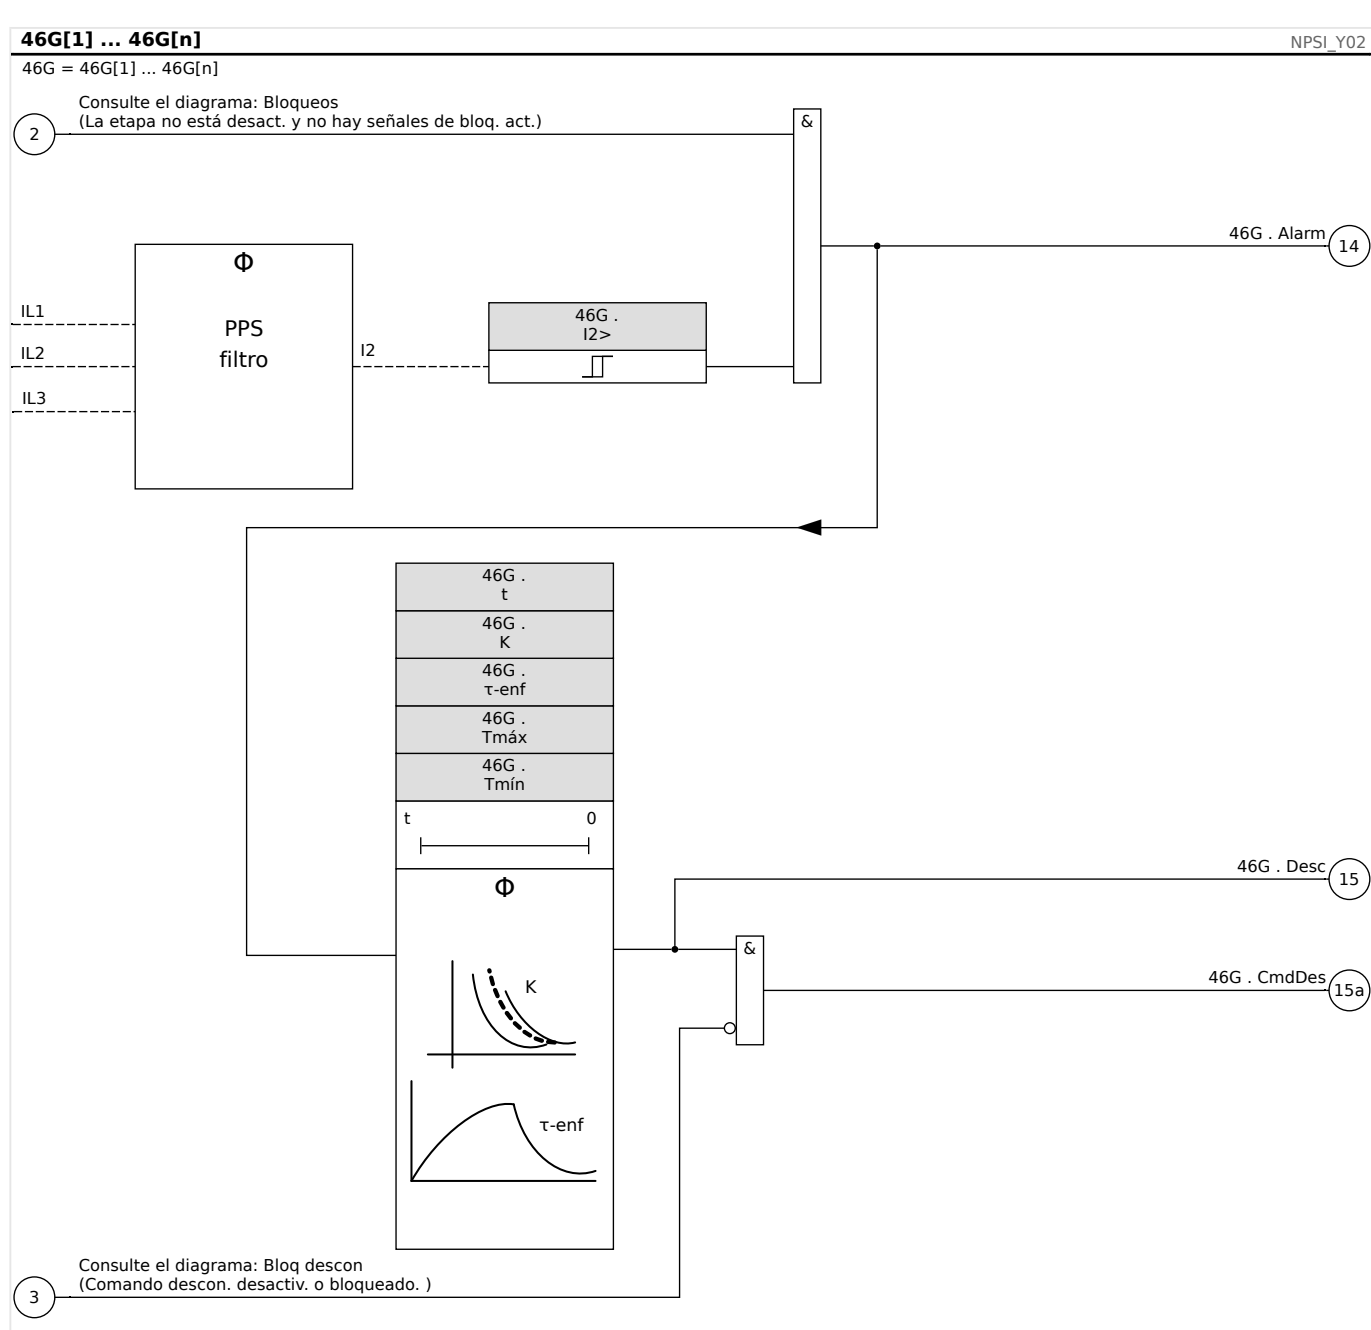 46G[1] ... 46G[n]
NPSI_Y02
46G = 46G[1] ... 46G[n]
Consulte el diagrama: Bloqueos
(La etapa no está desact. y no hay señales de bloq. act.)
2
&
46G . Alarm
14
Φ
PPS
filtro
IL1
IL2
IL3
I2
46G .
I2>
46G .
t
46G .
K
46G .
τ-enf
46G .
Tmáx
46G .
Tmín
t
0
Φ
K
τ-enf
46G . Desc
15
&
46G . CmdDes
15a
Consulte el diagrama: Bloq descon
(Comando descon. desactiv. o bloqueado. )
3